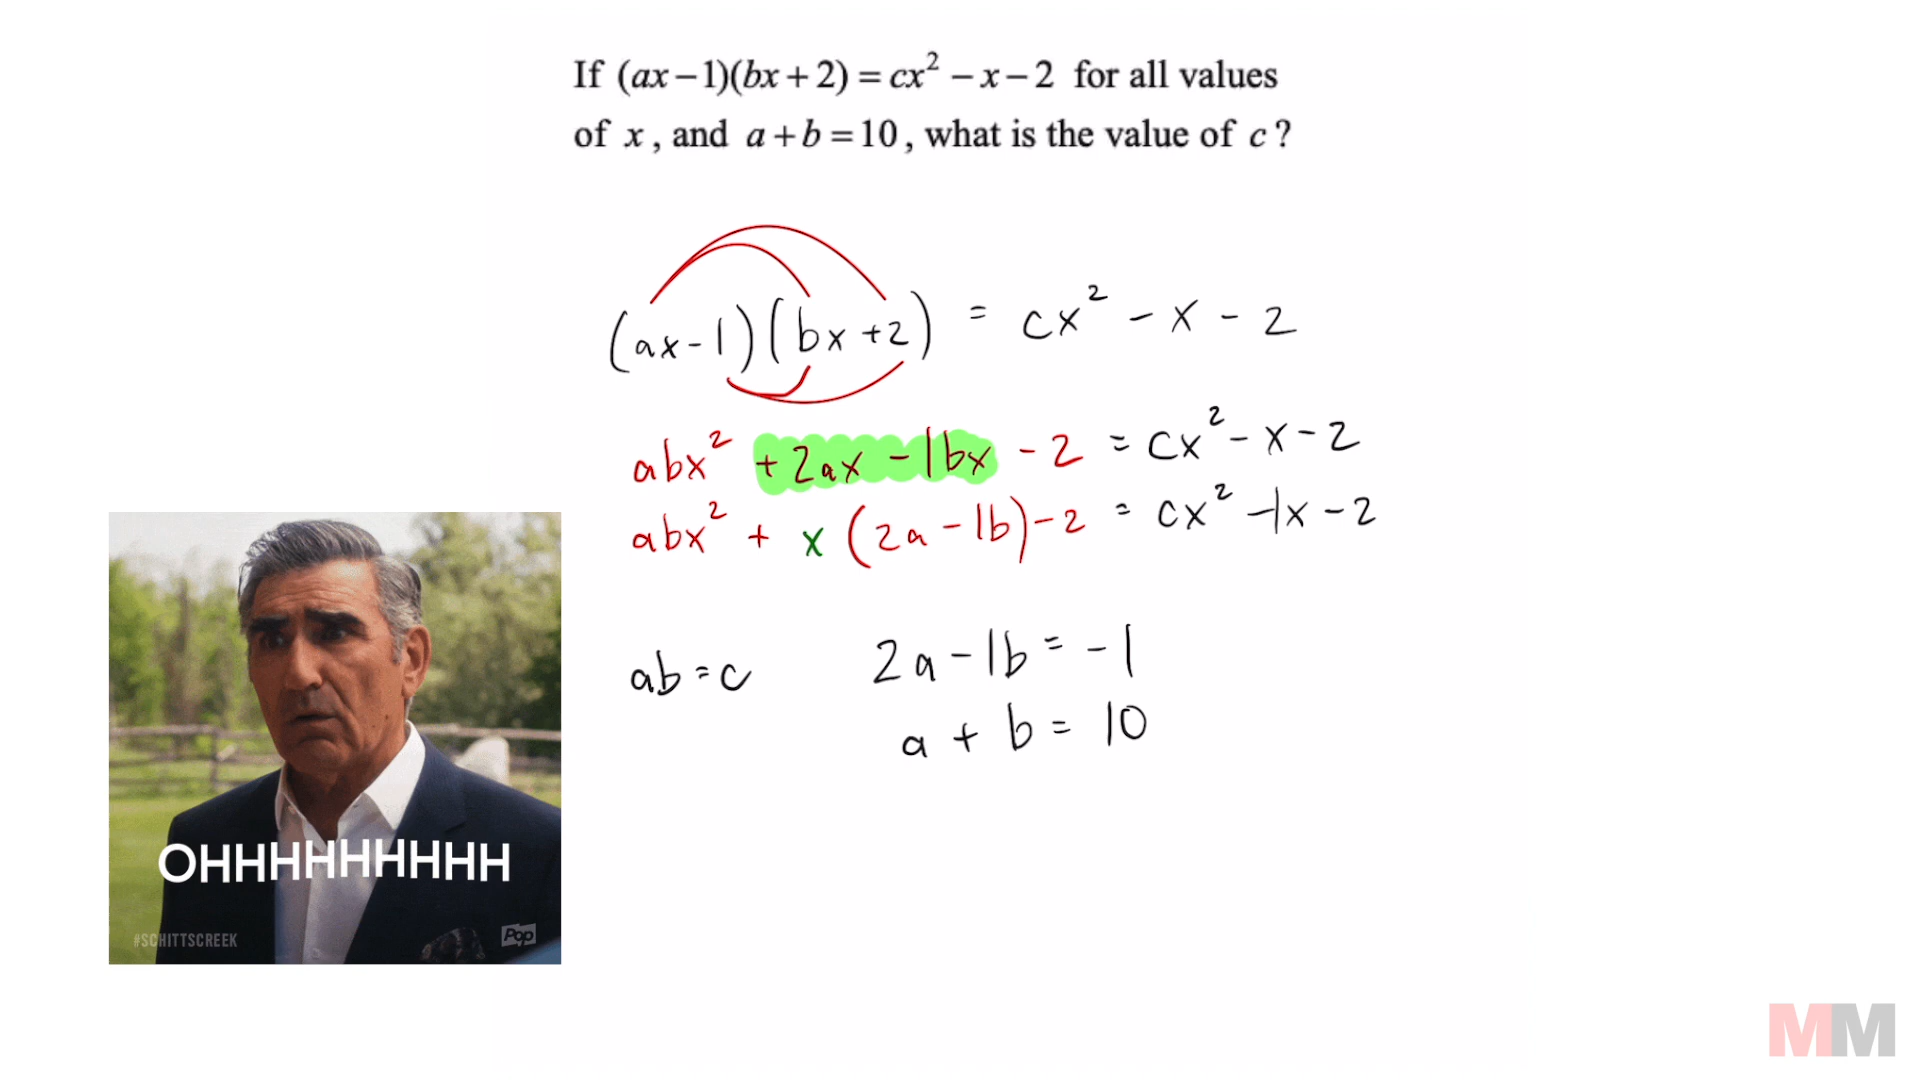 If (ax−1)(bx+2)=cx²−x−2 for all values
of x, and a+b=10, what is the value of c?
(ax-1)(bx+2) = cx² - x - 2
abx² +2ax -1bx -2 = cx² - x - 2
abx² + x(2a-1b)-2 = cx² -1x -2
ab=c
2a-1b=-1
a+b=10
OHHHHHHHHH
#SCHITTSCREEK
Pop
MM